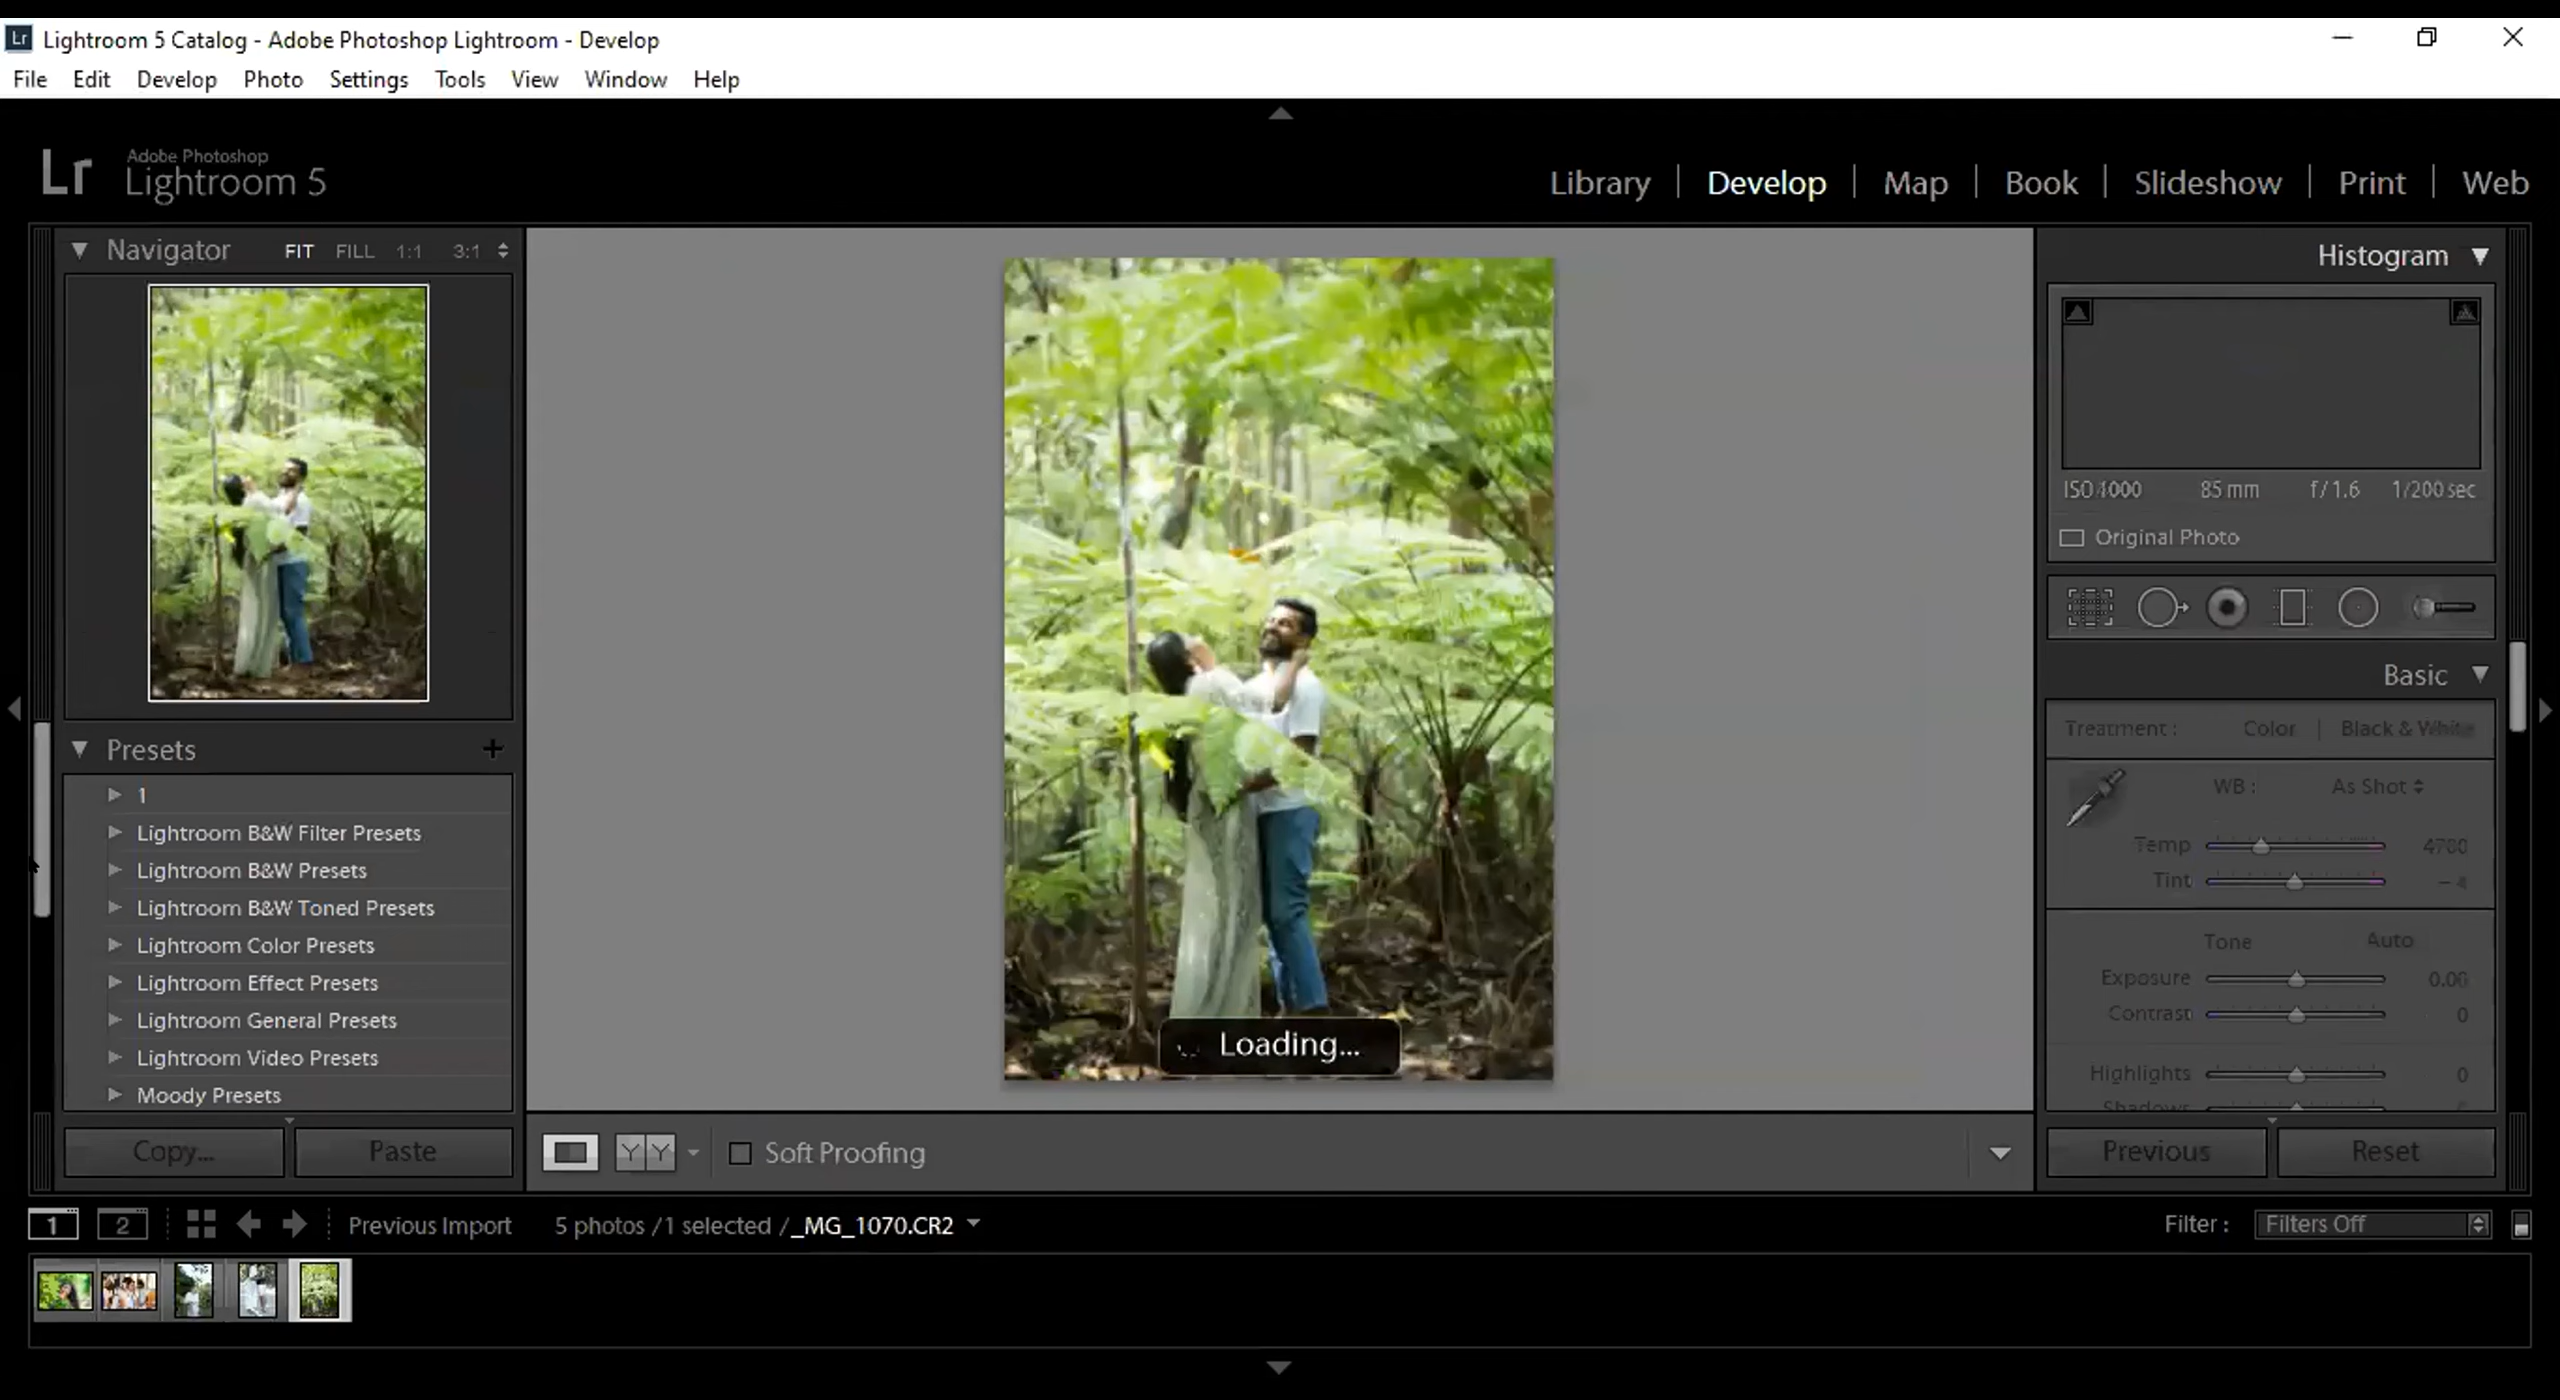 Lr Lightroom 5 Catalog - Adobe Photoshop Lightroom - Develop
File Edit Develop Photo Settings Tools View Window Help
Lr Adobe Photoshop
Lightroom 5
Library | Develop | Map | Book | Slideshow | Print | Web
Navigator FIT FILL 1:1 3:1
Presets +
1
Lightroom B&W Filter Presets
Lightroom B&W Presets
Lightroom B&W Toned Presets
Lightroom Color Presets
Lightroom Effect Presets
Lightroom General Presets
Lightroom Video Presets
Moody Presets
Copy... Paste
Loading...
YY Soft Proofing
Histogram
ISO 85 mm f / 1.6 1/200 sec
Original Photo
Basic
Treatment : Color | Black & White
WB : As Shot
Temp
Tint
Tone Auto
Exposure 0.00
Contrast 0
Highlights 0
Shadows
Previous Reset
1 2 Previous Import 5 photos /1 selected /_MG_1070.CR2 Filter : Filters Off